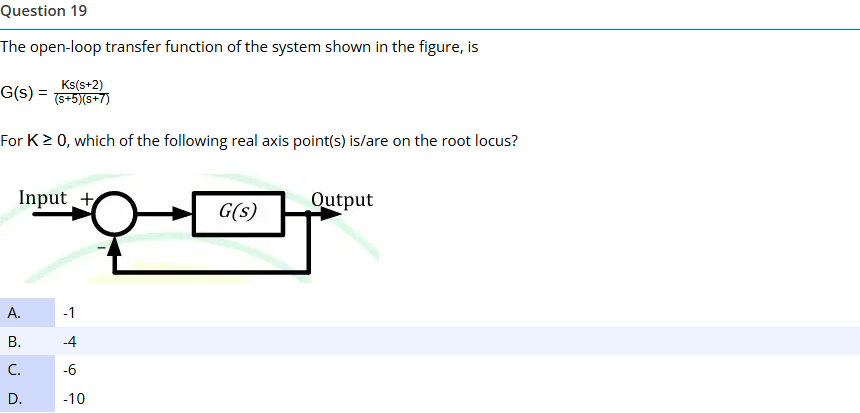 Question 19
The open-loop transfer function of the system shown in the figure, is
G(s) = Ks(s+2)
(s+5)(s+7)
For K ≥ 0, which of the following real axis point(s) is/are on the root locus?
Input + Output
G(s)
−
A. -1
B. -4
C. -6
D. -10